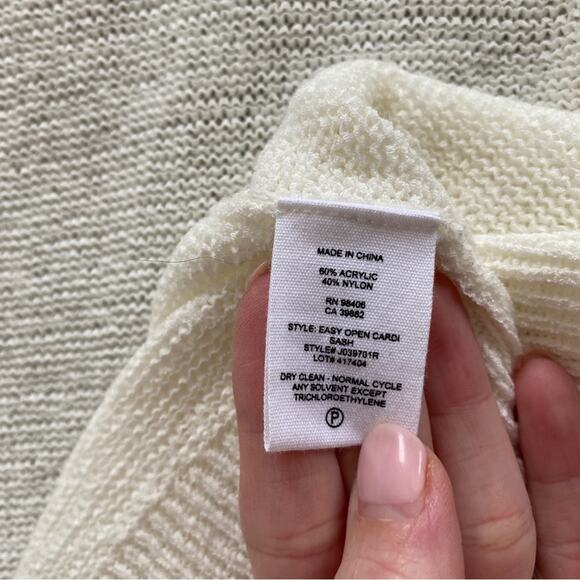 MADE IN CHINA
60% ACRYLIC
40% NYLON
RN 98406
CA 39882
STYLE: EASY OPEN CARDI
SASH
STYLE# J039701R
LOT# 417404
DRY CLEAN - NORMAL CYCLE
ANY SOLVENT EXCEPT
TRICHLOROETHYLENE
P